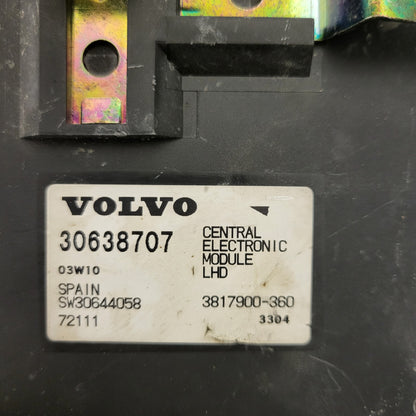 VOLVO
30638707
03W10
SPAIN
SW30644058
72111
CENTRAL
ELECTRONIC
MODULE
LHD
3817900-360
3304